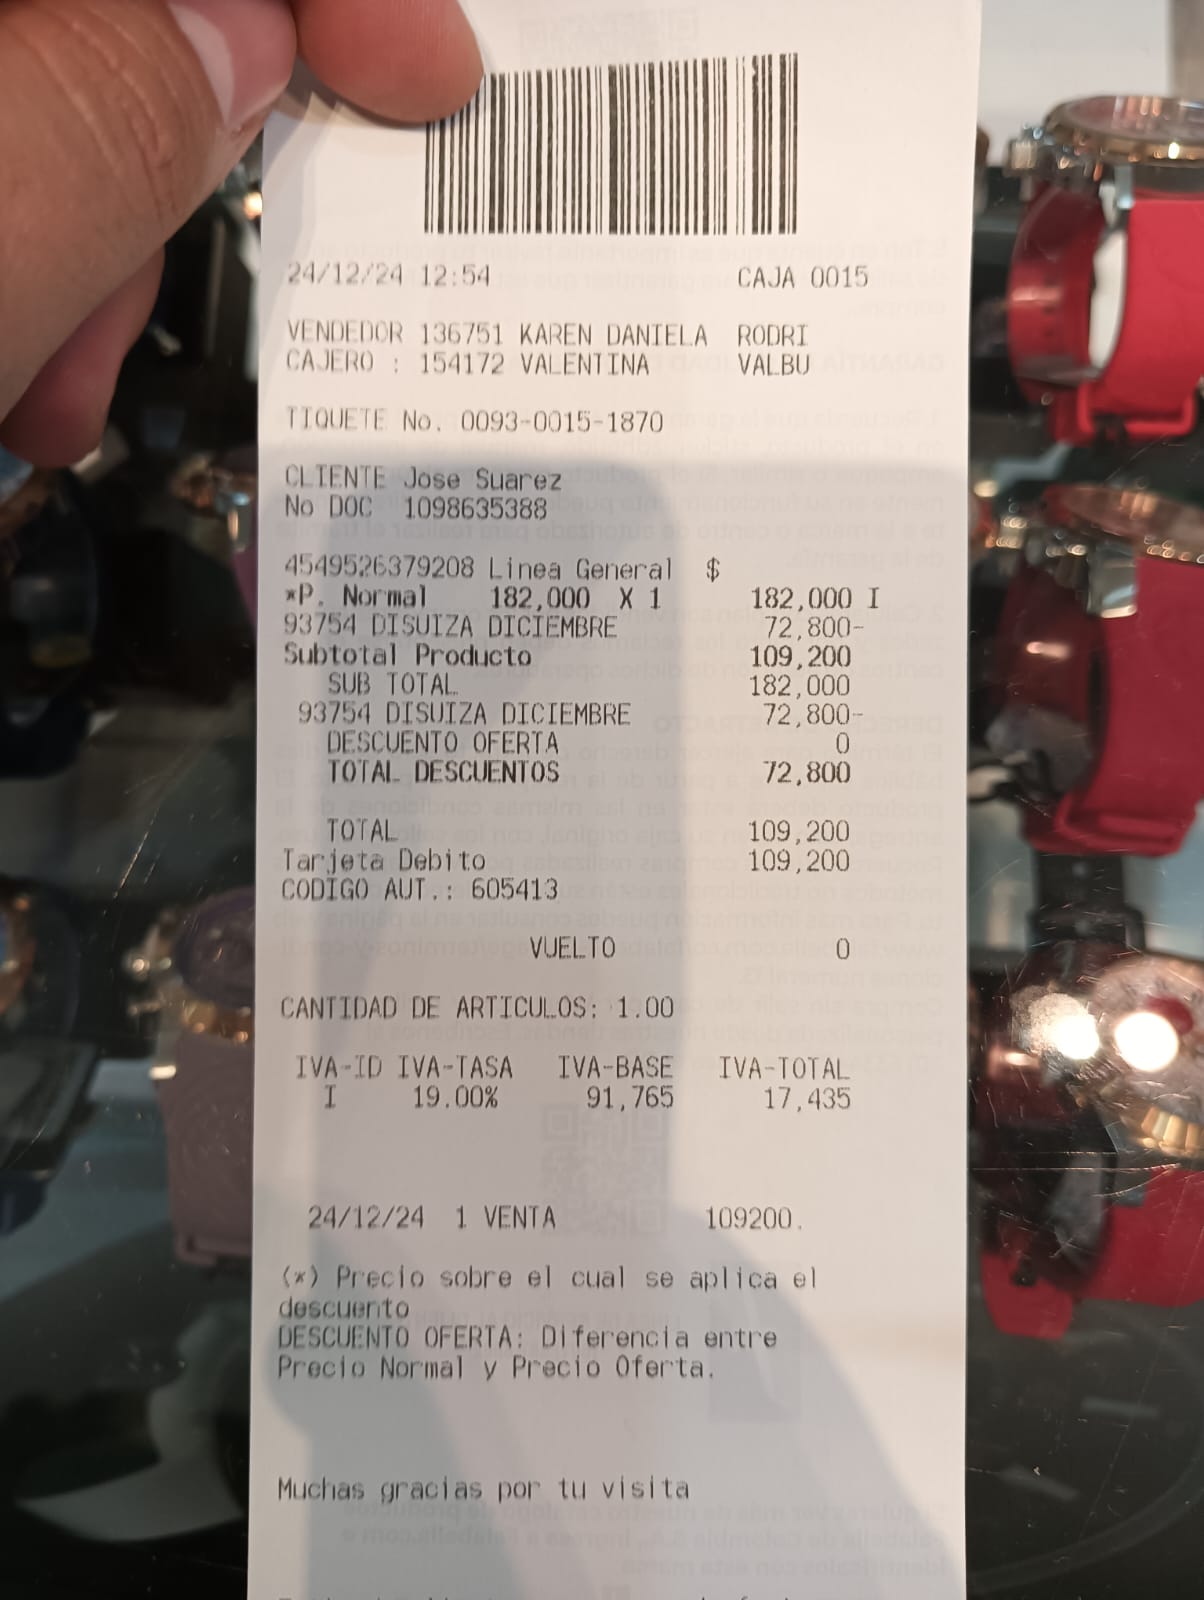 24/12/24 12:54 CAJA 0015
VENDEDOR 136751 KAREN DANIELA RODRI
CAJERO : 154172 VALENTINA VALBU
TIQUETE No. 0093-0015-1870
CLIENTE Jose Suarez
No DOC 1098635388
4549526379208 Linea General $
*P. Normal 182,000 X 1 182,000 I
93754 DISUIZA DICIEMBRE 72,800-
Subtotal Producto 109,200
SUB TOTAL 182,000
93754 DISUIZA DICIEMBRE 72,800-
DESCUENTO OFERTA 0
TOTAL DESCUENTOS 72,800
TOTAL 109,200
Tarjeta Debito 109,200
CODIGO AUT.: 605413
VUELTO 0
CANTIDAD DE ARTICULOS: 1.00
IVA-ID IVA-TASA IVA-BASE IVA-TOTAL
I 19.00% 91,765 17,435
24/12/24 1 VENTA 109200.
(*) Precio sobre el cual se aplica el
descuento
DESCUENTO OFERTA: Diferencia entre
Precio Normal y Precio Oferta.
Muchas gracias por tu visita